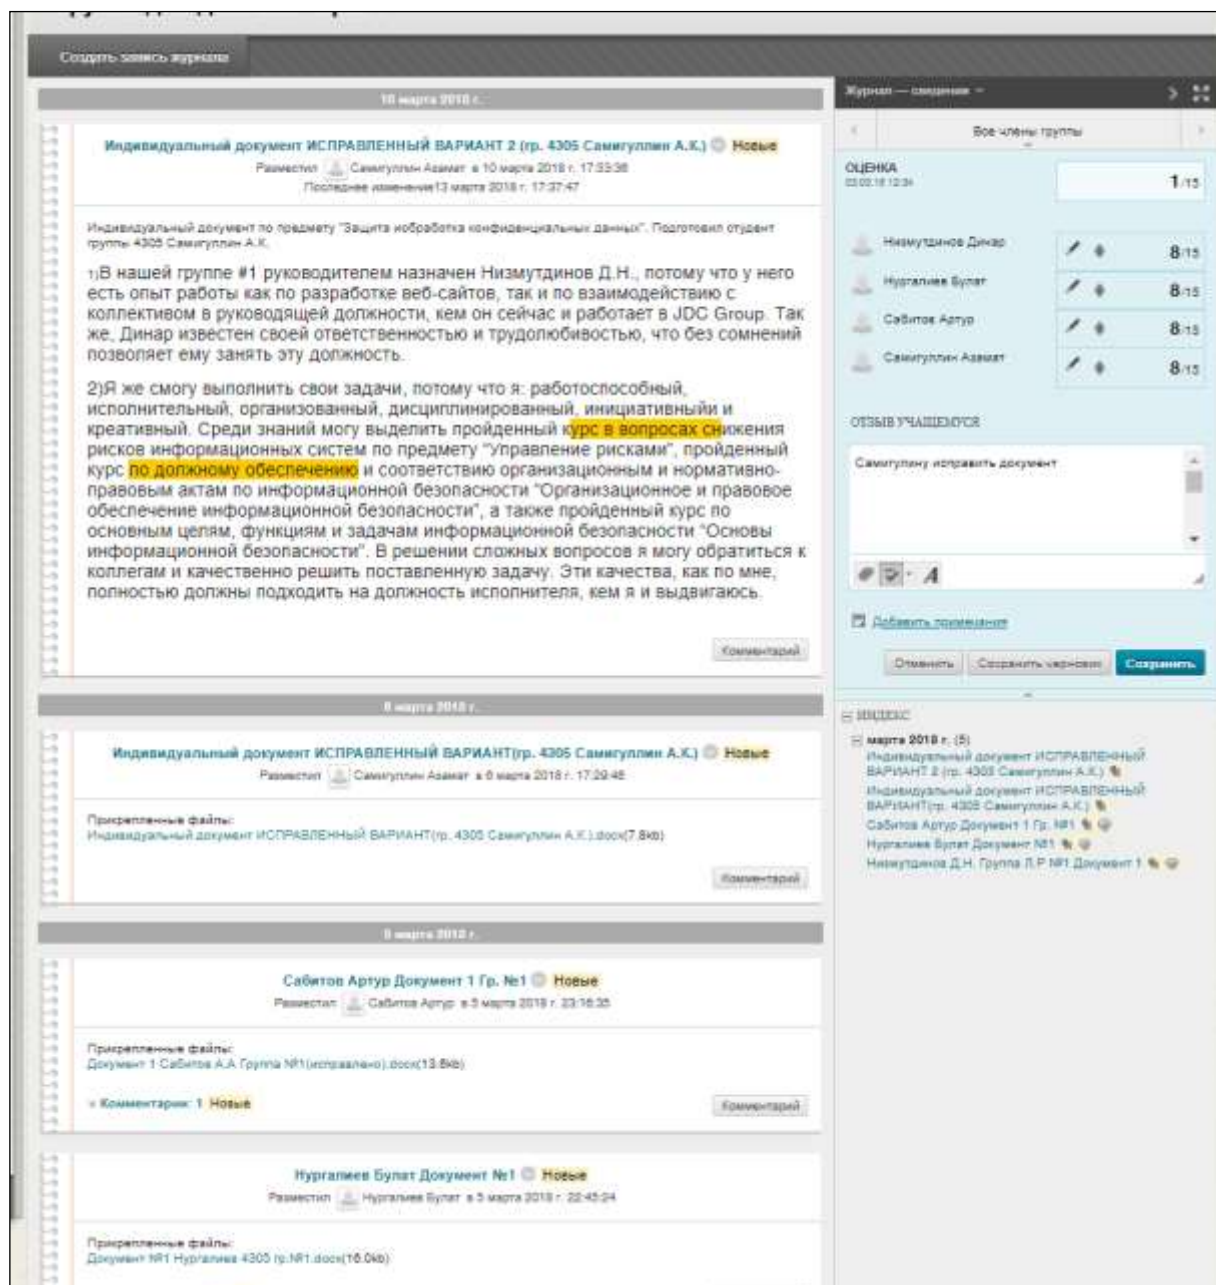 Создать запись журнала
10 марта 2018 г.
Индивидуальный документ ИСПРАВЛЕННЫЙ ВАРИАНТ 2 (гр. 4305 Самигуллин А.К.) Новые
Разместил Самигуллин Азамат в 10 марта 2018 г. 17:53:36
Последнее изменение13 марта 2018 г. 17:37:47
Индивидуальный документ по предмету "Защита иобработка конфиденциальных данных". Подготовил студент
группы 4305 Самигуллин А.К.
1)В нашей группе #1 руководителем назначен Низмутдинов Д.Н., потому что у него
есть опыт работы как по разработке веб-сайтов, так и по взаимодействию с
коллективом в руководящей должности, кем он сейчас и работает в JDC Group. Так
же, Динар известен своей ответственностью и трудолюбивостью, что без сомнений
позволяет ему занять эту должность.
2)Я же смогу выполнить свои задачи, потому что я: работоспособный,
исполнительный, организованный, дисциплинированный, инициативныйи и
креативный. Среди знаний могу выделить пройденный курс в вопросах снижения
рисков информационных систем по предмету "Управление рисками", пройденный
курс по должному обеспечению и соответствию организационным и нормативно-
правовым актам по информационной безопасности "Организационное и правовое
обеспечение информационной безопасности", а также пройденный курс по
основным целям, функциям и задачам информационной безопасности "Основы
информационной безопасности". В решении сложных вопросов я могу обратиться к
коллегам и качественно решить поставленную задачу. Эти качества, как по мне,
полностью должны подходить на должность исполнителя, кем я и выдвигаюсь.
Комментарий
марта 2018 г.
Индивидуальный документ ИСПРАВЛЕННЫЙ ВАРИАНТ(гр. 4305 Самигуллин А.К.) Новые
Разместил Самигуллин Азамат в 6 марта 2018 г. 17:29:46
Прикрепленные файлы:
Индивидуальный документ ИСПРАВЛЕННЫЙ ВАРИАНТ(гр. 4305 Самигуллин А.К.).docx(7.8kb)
Комментарий
марта 2018 г.
Сабитов Артур Документ 1 Гр. №1 Новые
Разместил Сабитов Артур в 5 марта 2018 г. 23:16:35
Прикрепленные файлы:
Документ 1 Сабитов А.А Группа №1(исправлено).docx(13.6kb)
» Комментарии: 1 Новые
Комментарий
Нургалиев Булат Документ №1 Новые
Разместил Нургалиев Булат в 5 марта 2018 г. 22:45:24
Прикрепленные файлы:
Документ №1 Нургалиев 4305 гр.№1.docx(16.0kb)
Журнал — сведения
Все члены группы
ОЦЕНКА
1/15
Низмутдинов Динар 8/15
Нургалиев Булат 8/15
Сабитов Артур 8/15
Самигуллин Азамат 8/15
ОТЗЫВ УЧАЩЕМУСЯ
Самигулину исправить документ
Добавить примечания
Отменить Сохранить черновик Сохранить
ИНДЕКС
марта 2018 г. (5)
Индивидуальный документ ИСПРАВЛЕННЫЙ
ВАРИАНТ 2 (гр. 4305 Самигуллин А.К.)
Индивидуальный документ ИСПРАВЛЕННЫЙ
ВАРИАНТ(гр. 4305 Самигуллин А.К.)
Сабитов Артур Документ 1 Гр. №1
Нургалиев Булат Документ №1
Низмутдинов Д.Н. Группа Л.Р №1 Документ 1